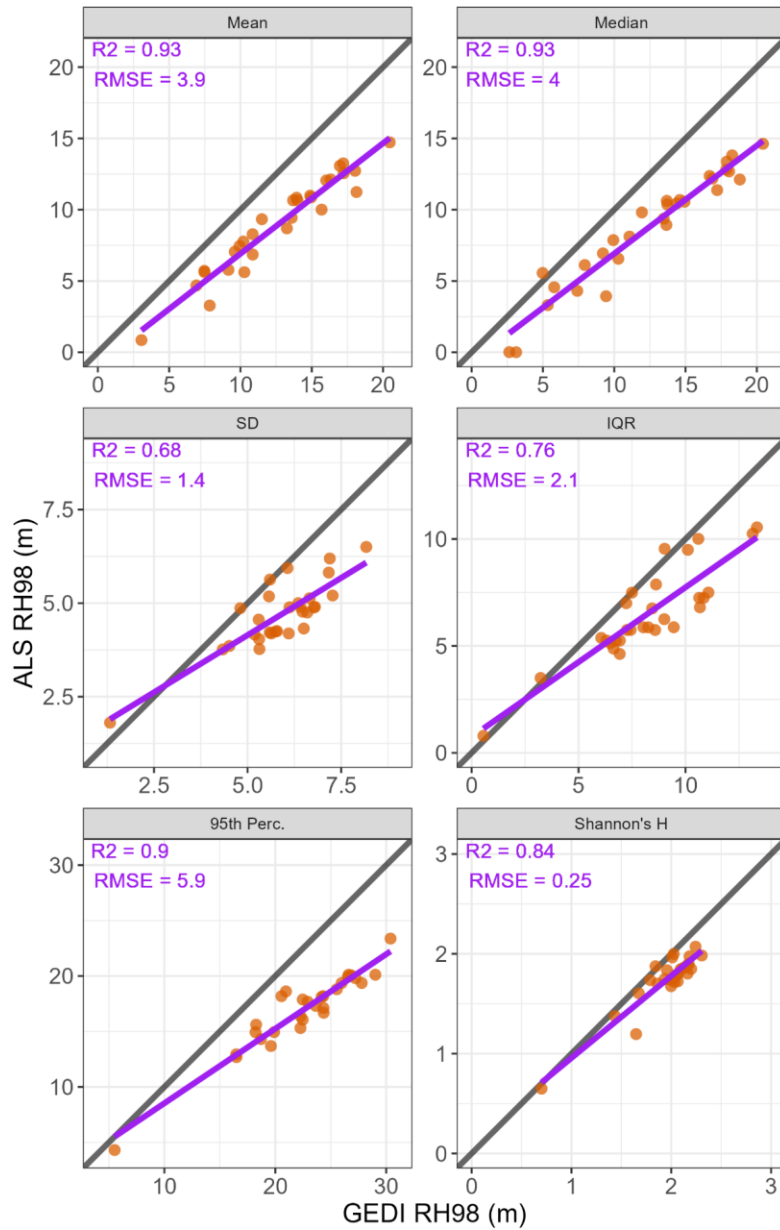 Mean
Median
R2 = 0.93
RMSE = 3.9
R2 = 0.93
RMSE = 4
20
15
10
5
0
0 5 10 15 20
20
15
10
5
0
0 5 10 15 20
SD
IQR
R2 = 0.68
RMSE = 1.4
R2 = 0.76
RMSE = 2.1
7.5
5.0
2.5
2.5 5.0 7.5
10
5
0
0 5 10
95th Perc.
Shannon's H
R2 = 0.9
RMSE = 5.9
R2 = 0.84
RMSE = 0.25
30
20
10
10 20 30
3
2
1
0
0 1 2 3
ALS RH98 (m)
GEDI RH98 (m)